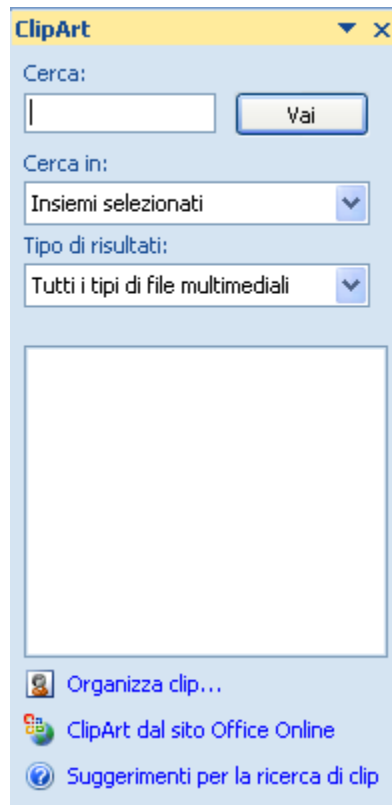 ClipArt
Cerca:
Vai
Cerca in:
Insiemi selezionati
Tipo di risultati:
Tutti i tipi di file multimediali
Organizza clip...
ClipArt dal sito Office Online
Suggerimenti per la ricerca di clip